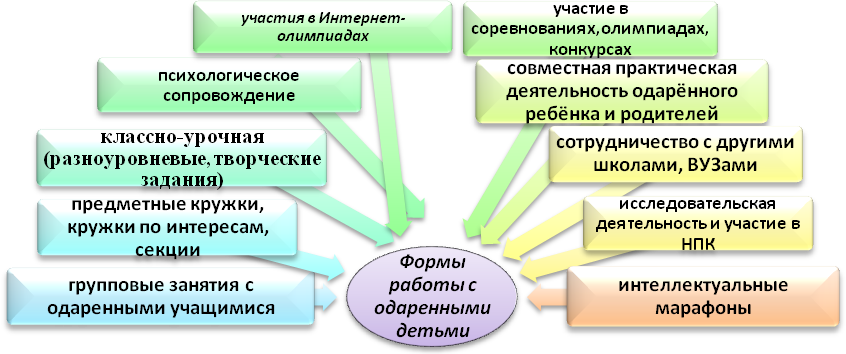 участия в Интернет-
олимпиадах
участие в
соревнованиях,олимпиадах,
конкурсах
психологическое
сопровождение
совместная практическая
деятельность одарённого
ребёнка и родителей
классно-урочная
(разноуровневые, творческие
задания)
сотрудничество с другими
школами, ВУЗами
предметные кружки,
кружки по интересам,
секции
исследовательская
деятельность и участие в
НПК
групповые занятия с
одаренными учащимися
Формы
работы с
одаренными
детьми
интеллектуальные
марафоны